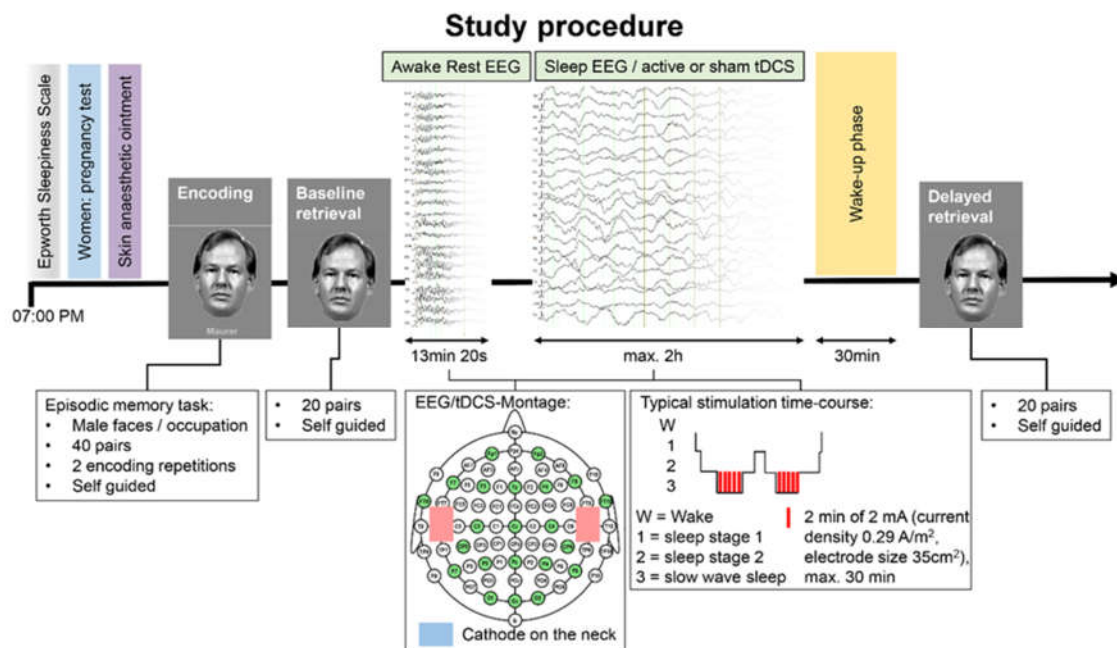 Study procedure
Epworth Sleepiness Scale
Women: pregnancy test
Skin anaesthetic ointment
Encoding
Maurer
Baseline
retrieval
Awake Rest EEG
Sleep EEG / active or sham tDCS
Wake-up phase
Delayed
retrieval
07:00 PM
13min 20s
max. 2h
30min
Episodic memory task:
• Male faces / occupation
• 40 pairs
• 2 encoding repetitions
• Self guided
• 20 pairs
• Self guided
EEG/tDCS-Montage:
Cathode on the neck
Typical stimulation time-course:
W
1
2
3
W = Wake
1 = sleep stage 1
2 = sleep stage 2
3 = slow wave sleep
2 min of 2 mA (current
density 0.29 A/m²,
electrode size 35cm²),
max. 30 min
• 20 pairs
• Self guided